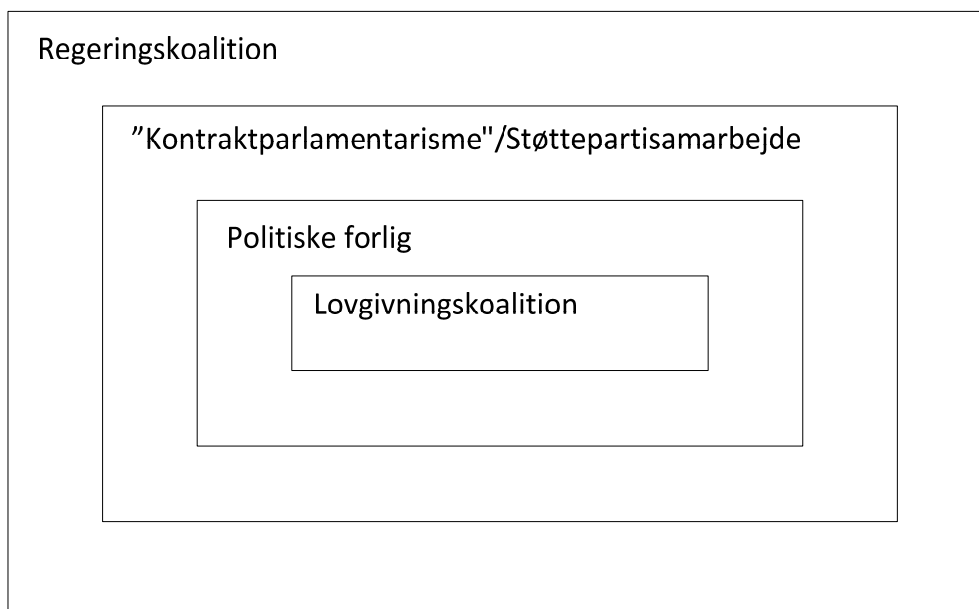 Regeringskoalition
”Kontraktparlamentarisme"/Støttepartisamarbejde
Politiske forlig
Lovgivningskoalition